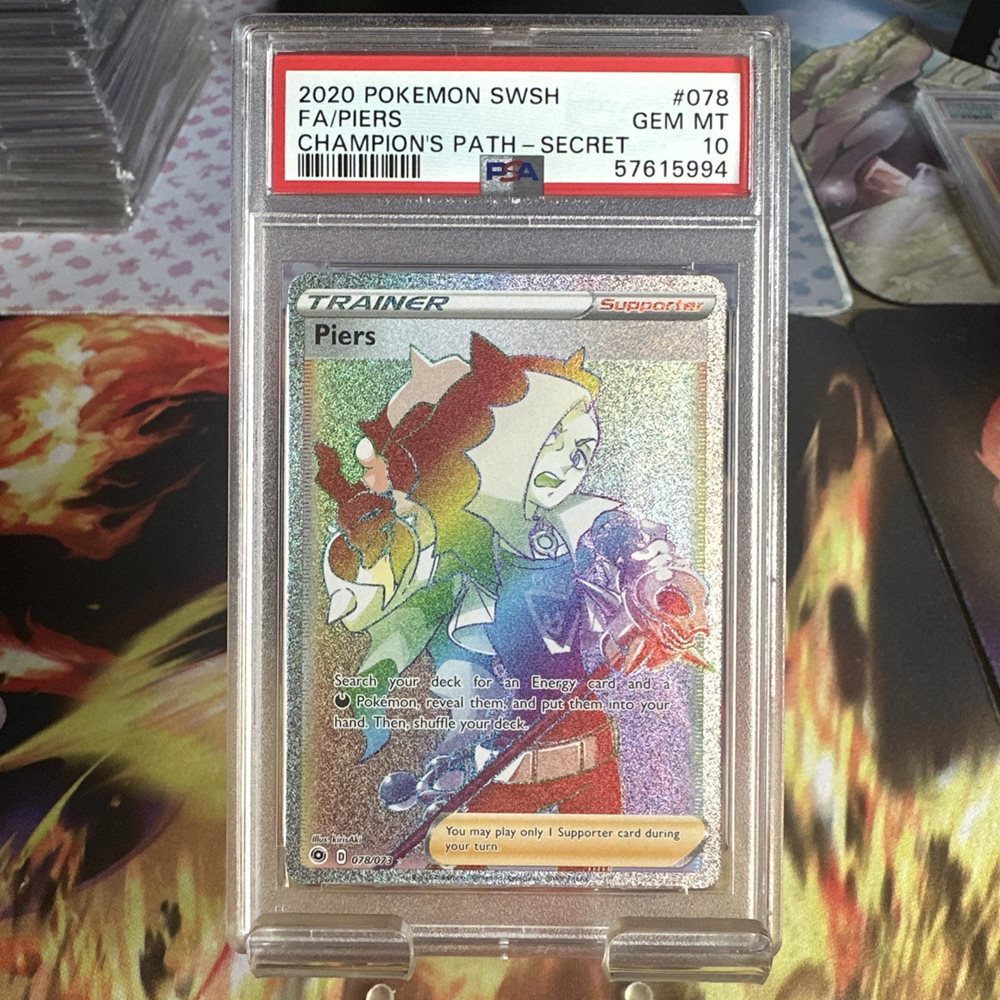 2020 POKEMON SWSH #078
FA/PIERS GEM MT
CHAMPION'S PATH – SECRET 10
57615994
PSA
TRAINER Supporter
Piers
Search your deck for an Energy card and a
Pokémon, reveal them, and put them into your
hand. Then, shuffle your deck.
You may play only 1 Supporter card during
your turn.
Illus. kirisAki
D 078/073